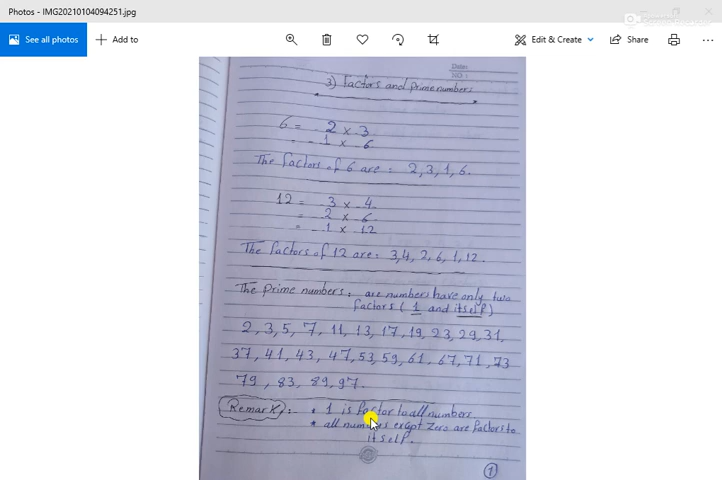 Photos - IMG20210104094251.jpg
See all photos
Add to
Edit & Create
Share
Date:
NO:
3) Factors and Prime numbers
6 = 2 x 3
= 1 x 6
The factors of 6 are: 2,3,1,6.
12 = 3 x 4
= 2 x 6
= 1 x 12
The factors of 12 are: 3,4, 2, 6, 1, 12.
The prime numbers: are numbers have only two
factors (1 and itself)
2,3,5, 7, 11, 13, 17, 19, 23, 29, 31,
37, 41, 43, 47, 53, 59, 61, 67, 71, 73
79, 83, 89, 97.
Remark: • 1 is factor to all numbers.
• all numbers exept Zero are factors to
itself.
1